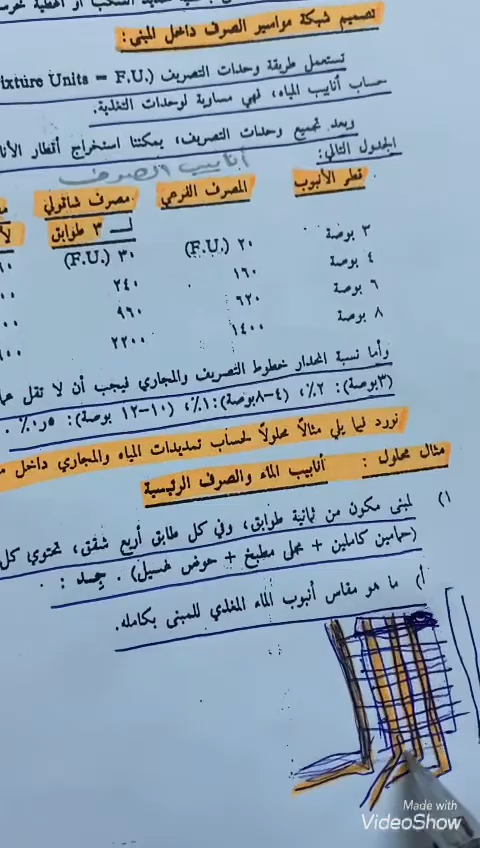 تصميم شبكة مواسير الصرف داخل المبنى:
تستعمل طريقة وحدات التصريف (.Fixture Units = F.U
حساب أنابيب المياه، فهي مساوية لوحدات التغذية.
وبعد تجميع وحدات التصريف، يمكننا استخراج أقطار
الجدول التالي:
أنابيب الصرف
قطر الأنبوب المصرف الفرعي مصرف شاقولي
لـ ٣ طوابق
٣ بوصة ٢٠ (F.U.) ٣٠ (F.U.)
٤ بوصة ١٦٠ ٢٤٠
٦ بوصة ٦٢٠ ٩٦٠
٨ بوصة ١٤٠٠ ٢٢٠٠
وأما نسبة انحدار خطوط التصريف والمجاري فيجب أن لا تقل
(٣بوصة): ٢٪، (٤-٨بوصة):١٪، (١٠-١٢ بوصة): ٠٫٥٪ .
نورد فيما يلي مثالاً محلولاً لحساب تمديدات المياه والمجاري داخل
مثال محلول : أنابيب الماء والصرف الرئيسية
١) لمبنى مكون من ثمانية طوابق، وفي كل طابق أربع شقق، تحتوي كل
(حمامين كاملين + مجلى مطبخ + حوض غسيل) . جِـد :
أ) ما هو مقاس أنبوب الماء المغذي للمبنى بكامله.
Made with
VideoShow